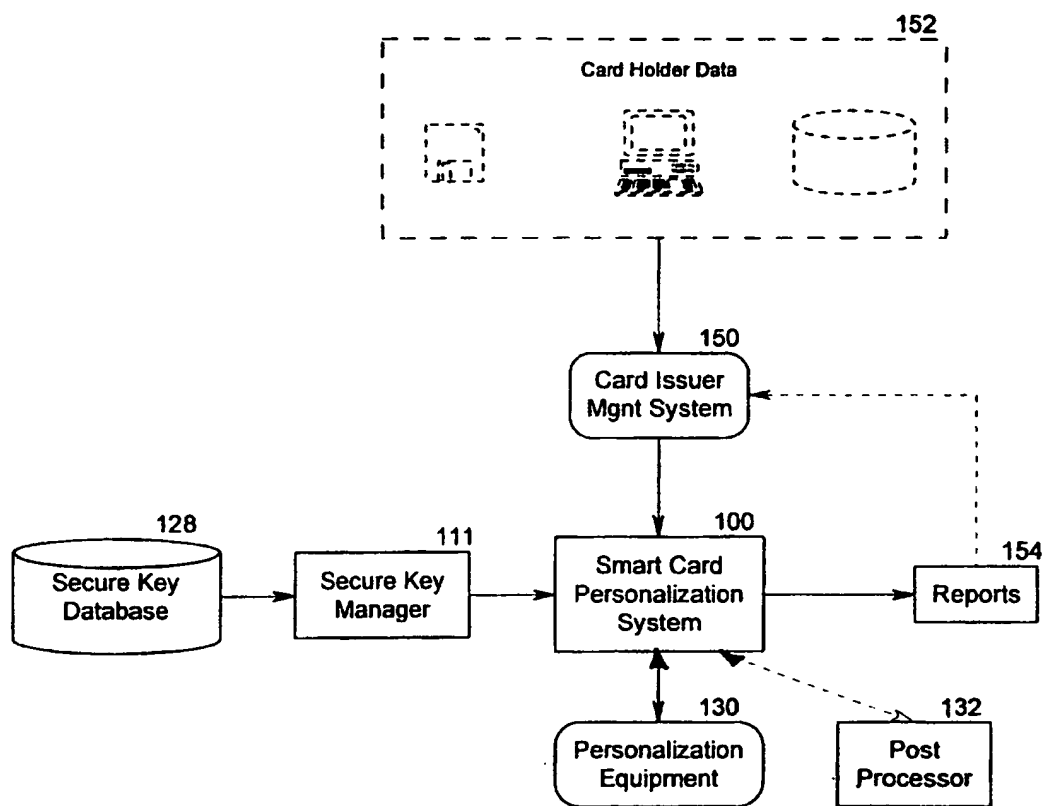 152
Card Holder Data
150
Card Issuer
Mgnt System
128
Secure Key
Database
111
Secure Key
Manager
100
Smart Card
Personalization
System
154
Reports
130
Personalization
Equipment
132
Post
Processor